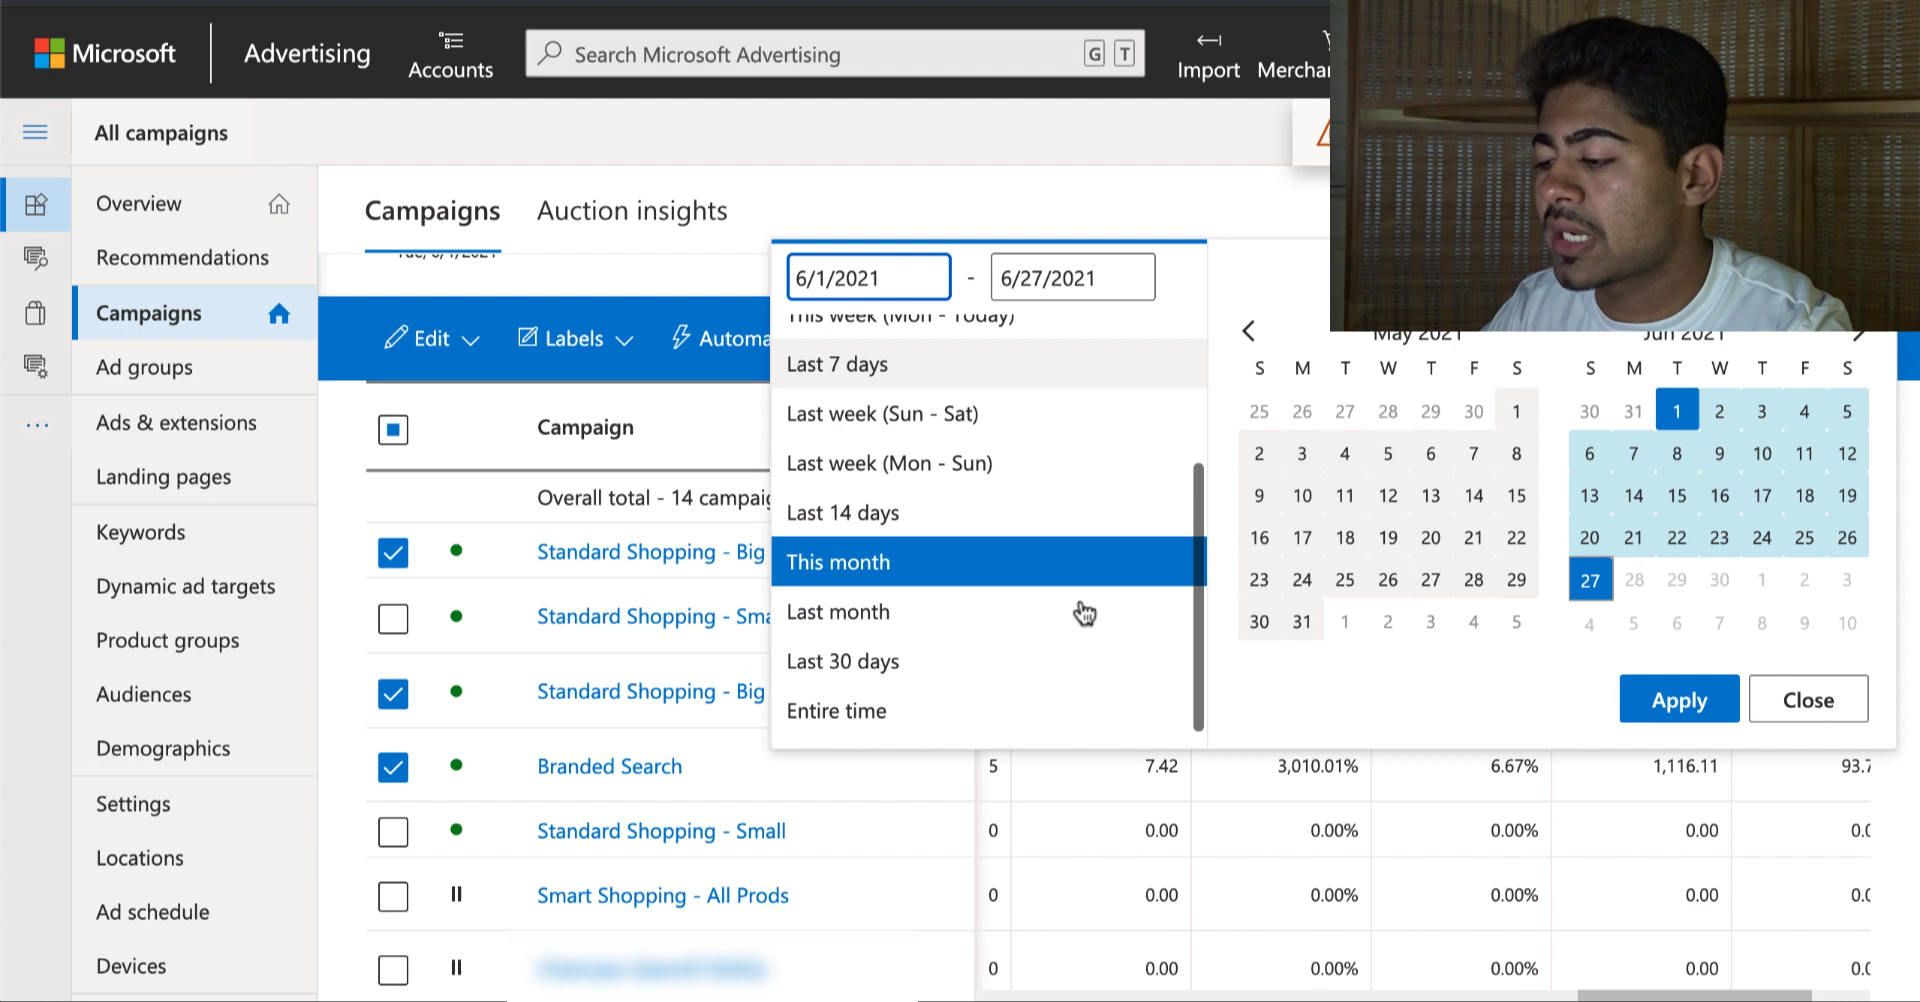 Microsoft Advertising Accounts Search Microsoft Advertising G T Import
All campaigns
Overview
Recommendations
Campaigns
Ad groups
Ads & extensions
Landing pages
Keywords
Dynamic ad targets
Product groups
Audiences
Demographics
Settings
Locations
Ad schedule
Devices
Campaigns Auction insights
Edit Labels
Campaign
Overall total - 14
Standard Shopping - Big
Standard Shopping -
Standard Shopping - Big
Branded Search 5 7.42 3,010.01% 6.67% 1,116.11
Standard Shopping - Small 0 0.00 0.00% 0.00% 0.00
Smart Shopping - All Prods 0 0.00 0.00% 0.00% 0.00
0 0.00 0.00% 0.00% 0.00
6/1/2021 - 6/27/2021
This week (Mon - Today)
Last 7 days
Last week (Sun - Sat)
Last week (Mon - Sun)
Last 14 days
This month
Last month
Last 30 days
Entire time
May 2021
S M T W T F S
25 26 27 28 29 30 1
2 3 4 5 6 7 8
9 10 11 12 13 14 15
16 17 18 19 20 21 22
23 24 25 26 27 28 29
30 31 1 2 3 4 5
Jun 2021
S M T W T F S
30 31 1 2 3 4 5
6 7 8 9 10 11 12
13 14 15 16 17 18 19
20 21 22 23 24 25 26
27 28 29 30 1 2 3
4 5 6 7 8 9 10
Apply Close